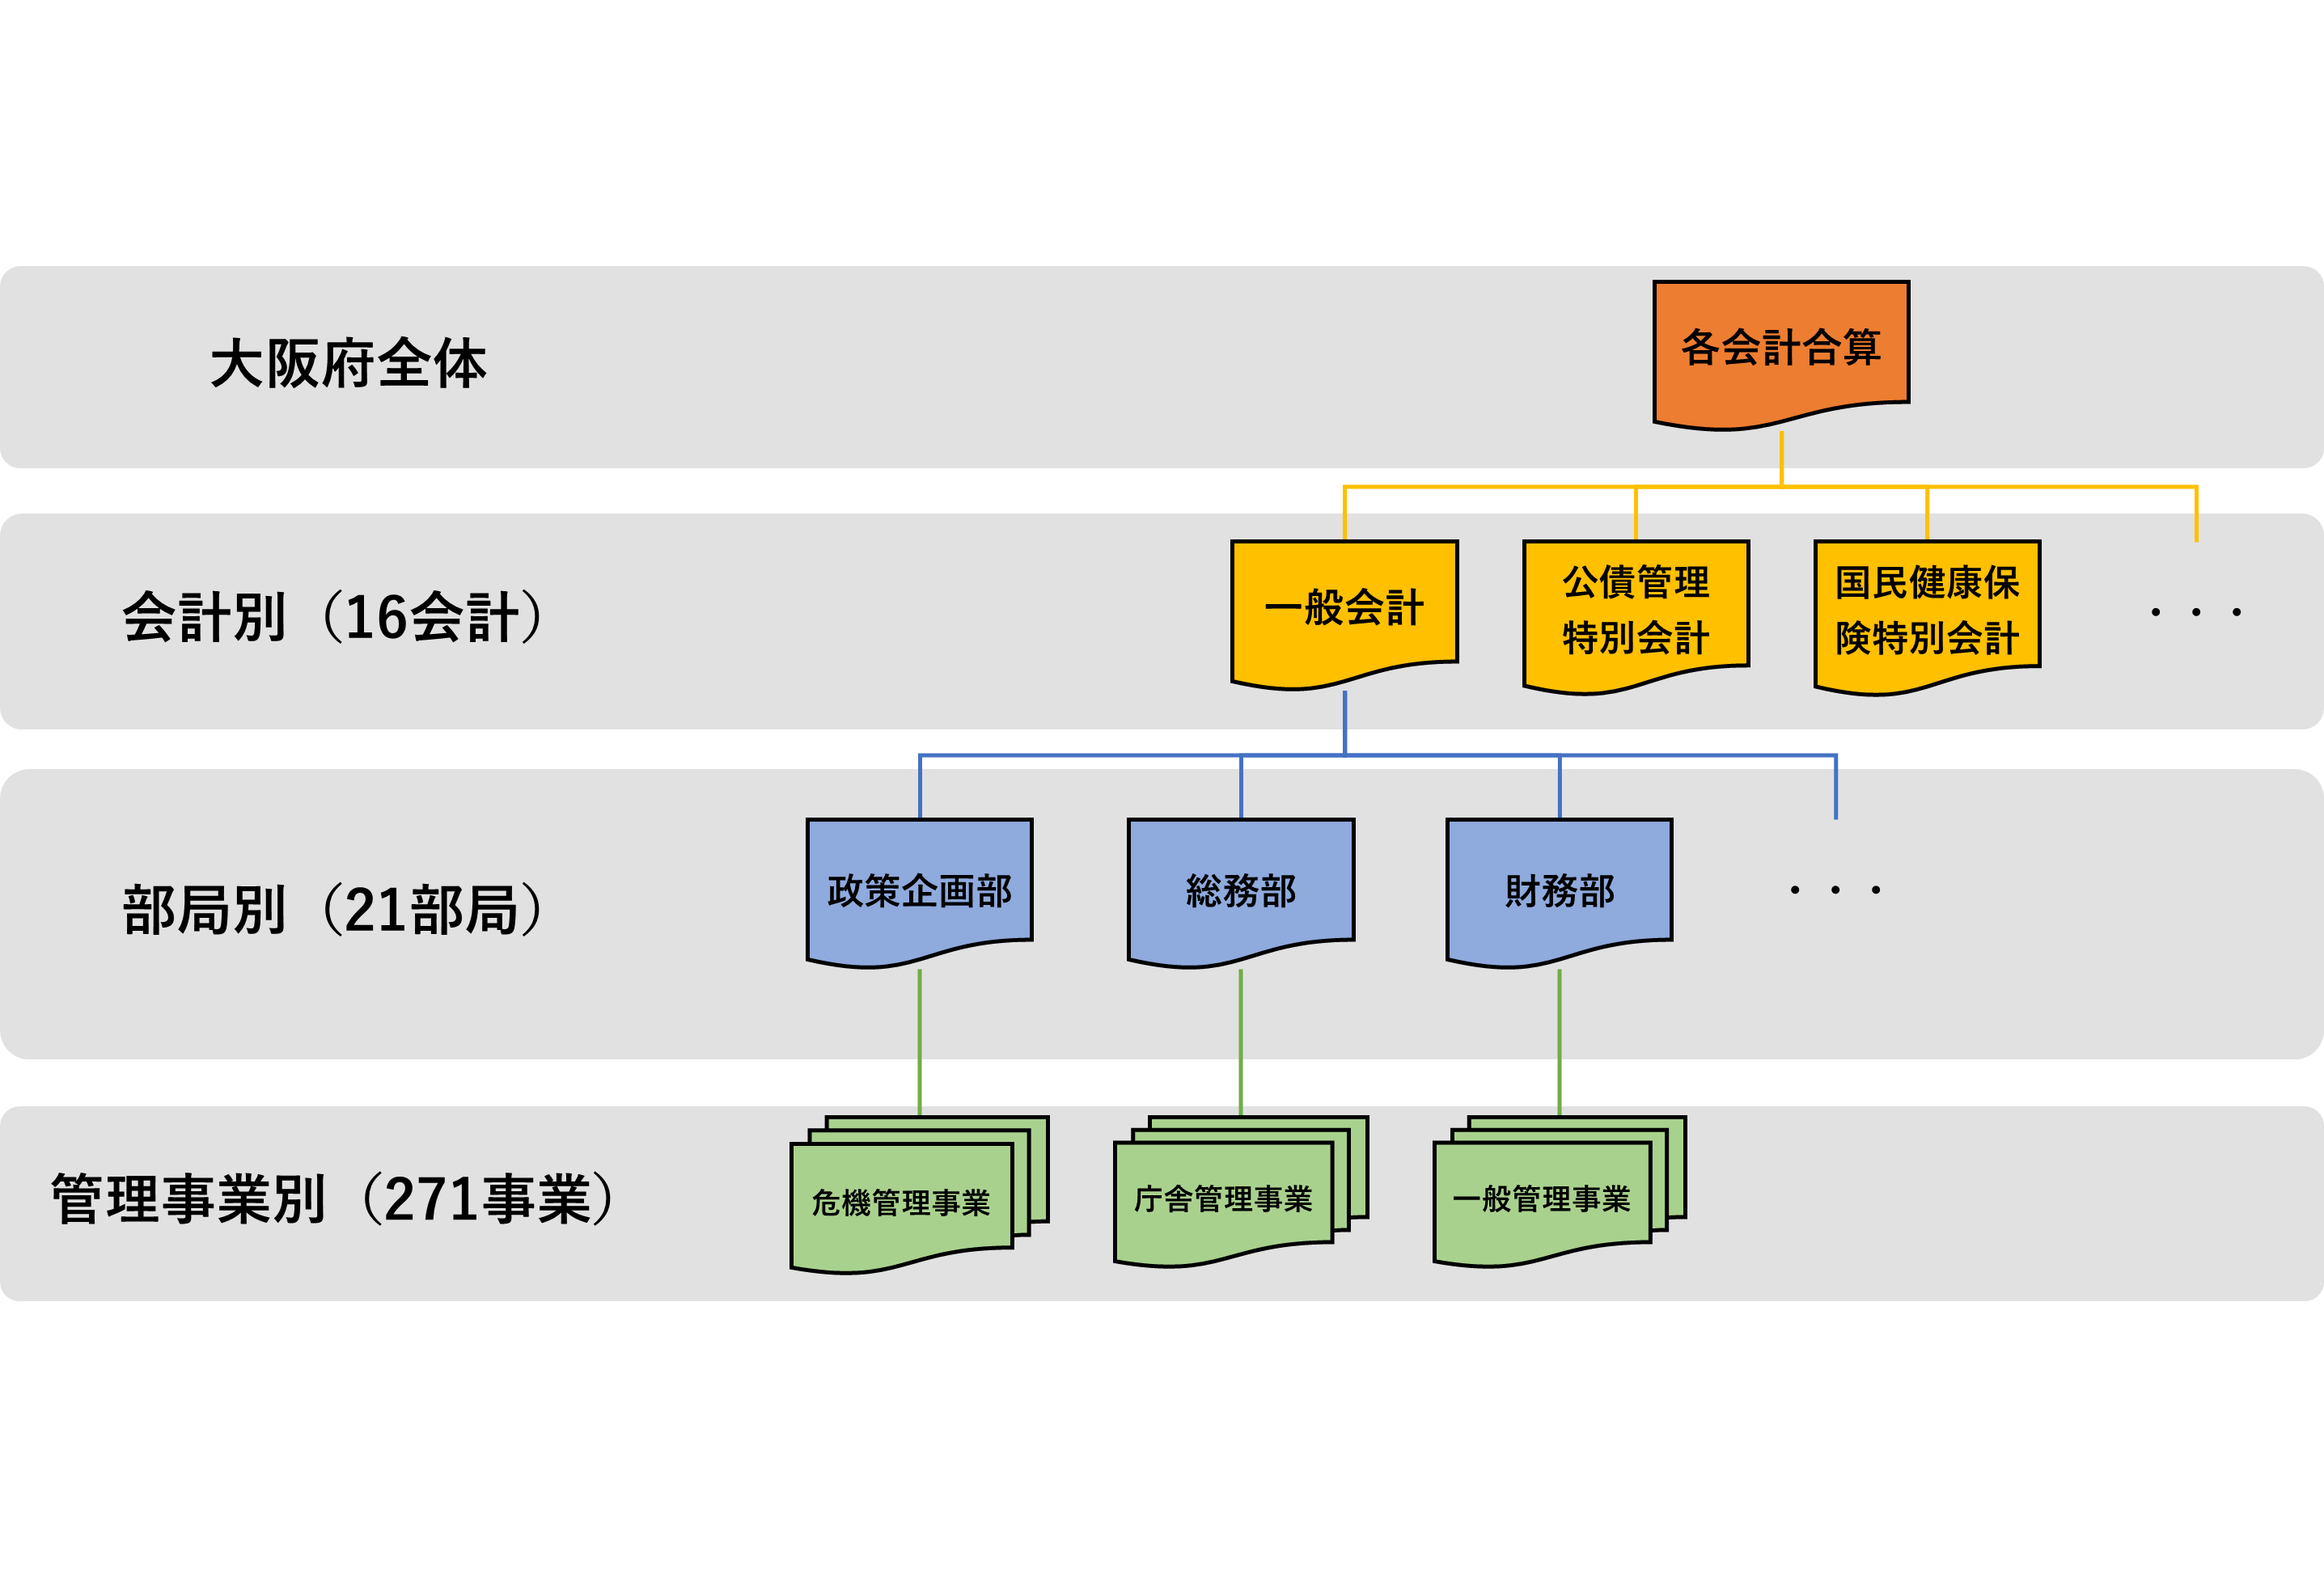 大阪府全体
各会計合算
会計別（16会計）
一般会計
公債管理
特別会計
国民健康保
険特別会計
・・・
部局別（21部局）
政策企画部
総務部
財務部
・・・
管理事業別（271事業）
危機管理事業
庁舎管理事業
一般管理事業